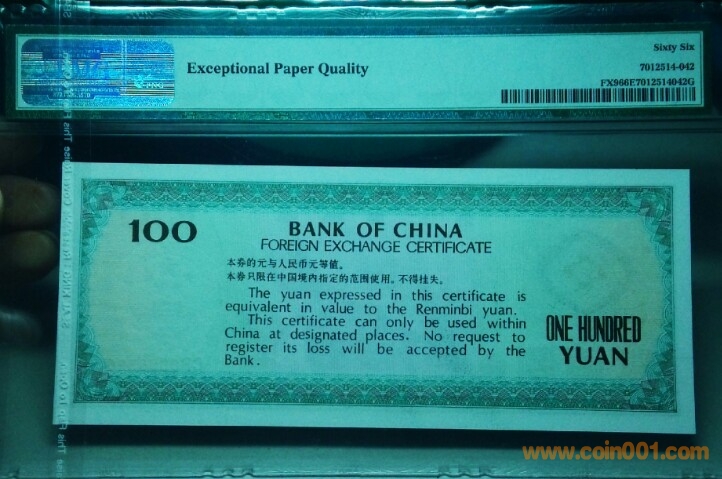 Exceptional Paper Quality
Sixty Six
7012514-042
FX966E7012514042G
100
BANK OF CHINA
FOREIGN EXCHANGE CERTIFICATE
本券的元与人民币元等值。
本券只限在中国境内指定的范围使用。不得挂失。
The yuan expressed in this certificate is
equivalent in value to the Renminbi yuan.
This certificate can only be used within
China at designated places. No request to
register its loss will be accepted by the
Bank.
ONE HUNDRED
YUAN
www.coin001.com